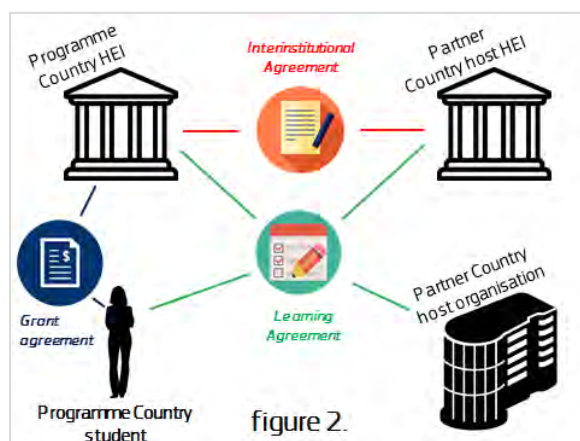 Programme
Country HEI
Interinstitutional
Agreement
Partner
Country host HEI
$
Grant
agreement
Learning
Agreement
Partner Country
host organisation
Programme Country
student
figure 2.